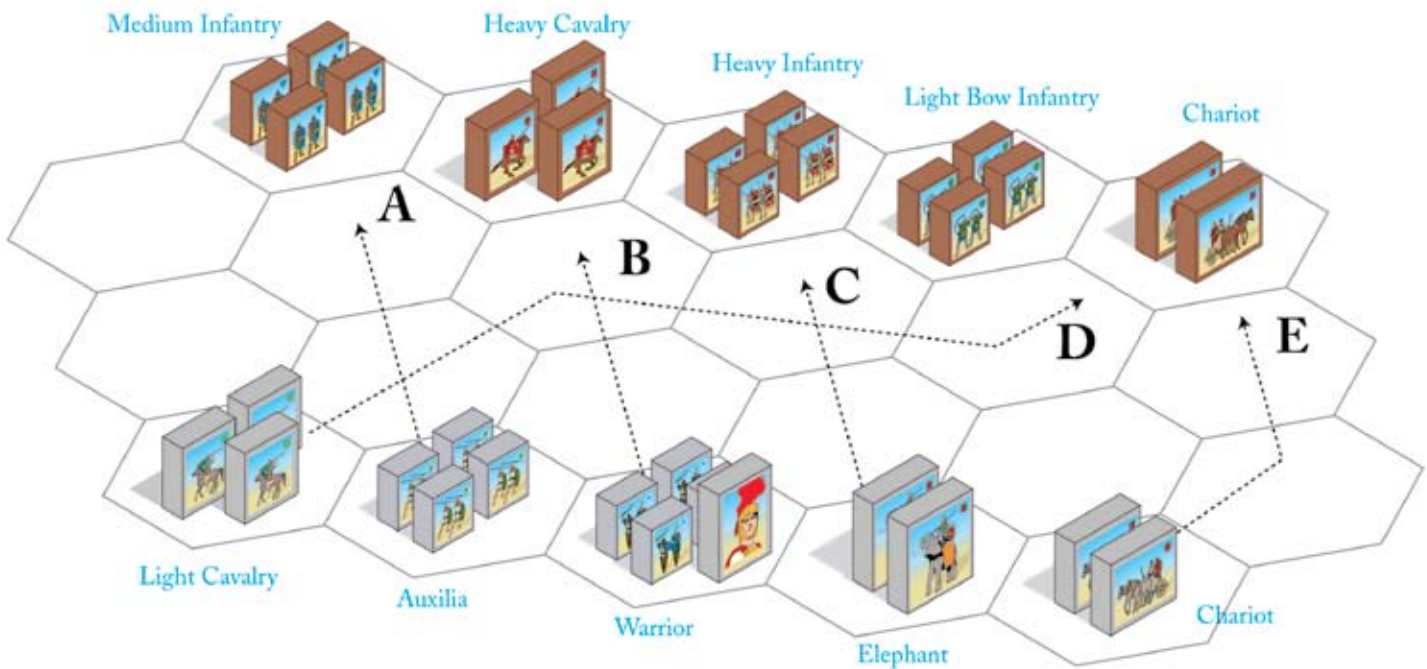 Medium Infantry
Heavy Cavalry
Heavy Infantry
Light Bow Infantry
Chariot
A
B
C
D
E
Light Cavalry
Auxilia
Warrior
Elephant
Chariot